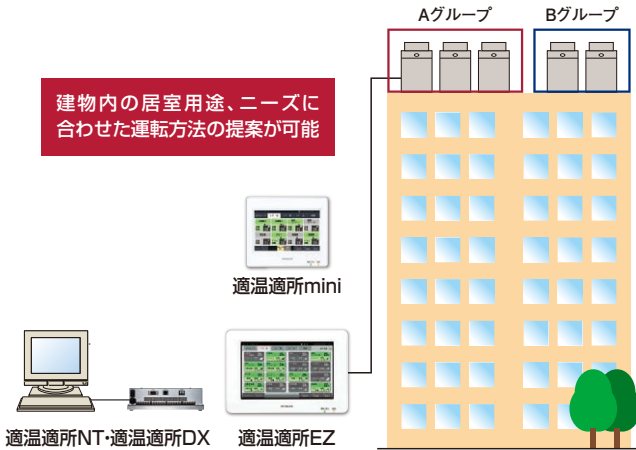 Aグループ
Bグループ
建物内の居室用途、ニーズに
合わせた運転方法の提案が可能
適温適所mini
適温適所NT・適温適所DX
適温適所EZ